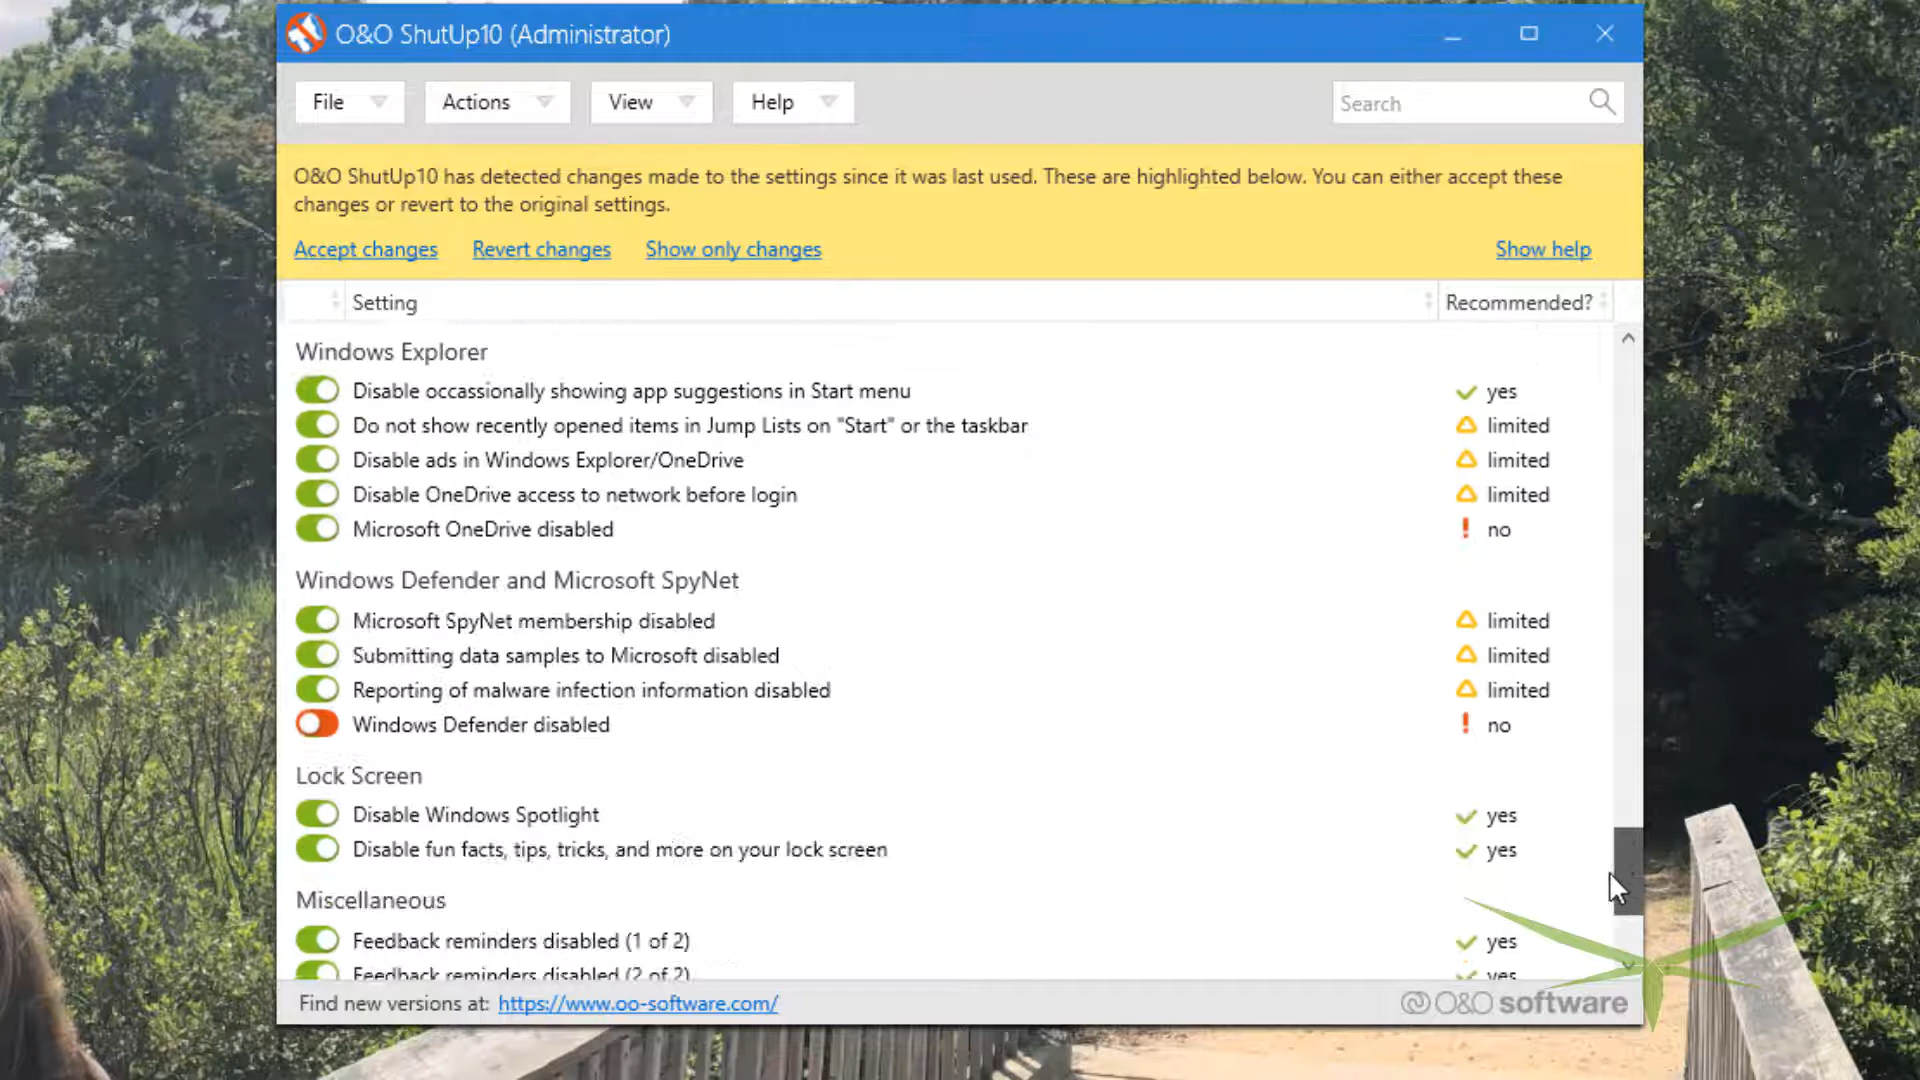 O&O ShutUp10 (Administrator)
File
Actions
View
Help
Search
O&O ShutUp10 has detected changes made to the settings since it was last used. These are highlighted below. You can either accept these
changes or revert to the original settings.
Accept changes
Revert changes
Show only changes
Show help
Setting
Recommended?
Windows Explorer
Disable occassionally showing app suggestions in Start menu
yes
Do not show recently opened items in Jump Lists on "Start" or the taskbar
limited
Disable ads in Windows Explorer/OneDrive
limited
Disable OneDrive access to network before login
limited
Microsoft OneDrive disabled
! no
Windows Defender and Microsoft SpyNet
Microsoft SpyNet membership disabled
limited
Submitting data samples to Microsoft disabled
limited
Reporting of malware infection information disabled
limited
Windows Defender disabled
! no
Lock Screen
Disable Windows Spotlight
yes
Disable fun facts, tips, tricks, and more on your lock screen
yes
Miscellaneous
Feedback reminders disabled (1 of 2)
yes
Feedback reminders disabled (2 of 2)
yes
Find new versions at: https://www.oo-software.com/
O&O software